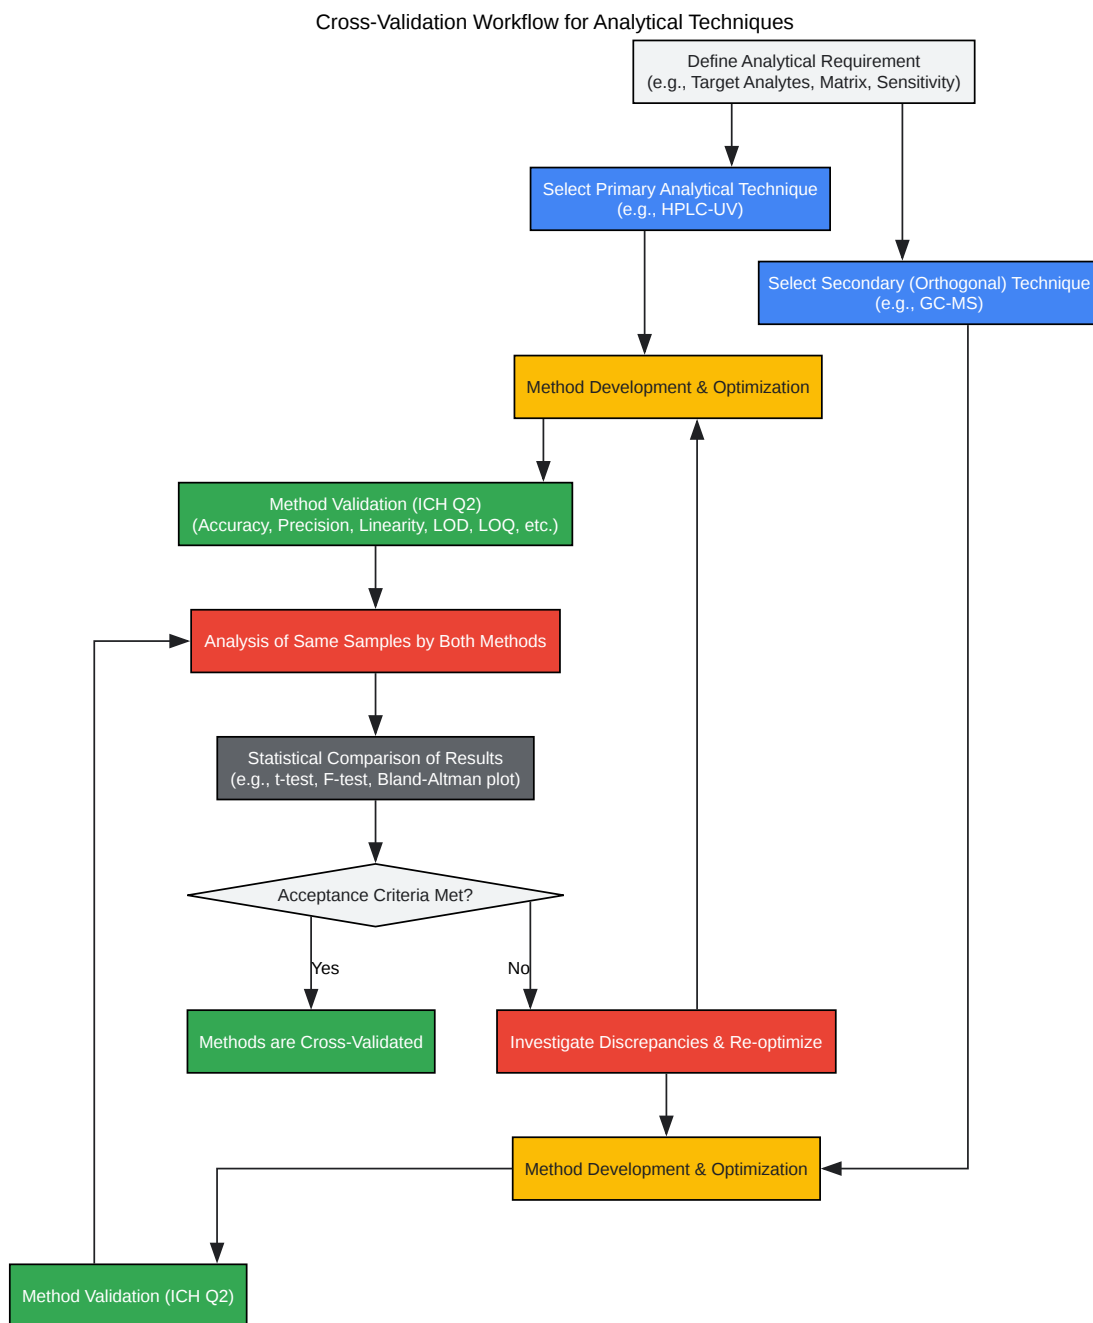 Cross-Validation Workflow for Analytical Techniques
Define Analytical Requirement
(e.g., Target Analytes, Matrix, Sensitivity)
Select Primary Analytical Technique
(e.g., HPLC-UV)
Select Secondary (Orthogonal) Technique
(e.g., GC-MS)
Method Development & Optimization
Method Validation (ICH Q2)
(Accuracy, Precision, Linearity, LOD, LOQ, etc.)
Analysis of Same Samples by Both Methods
Statistical Comparison of Results
(e.g., t-test, F-test, Bland-Altman plot)
Acceptance Criteria Met?
Yes
No
Methods are Cross-Validated
Investigate Discrepancies & Re-optimize
Method Development & Optimization
Method Validation (ICH Q2)